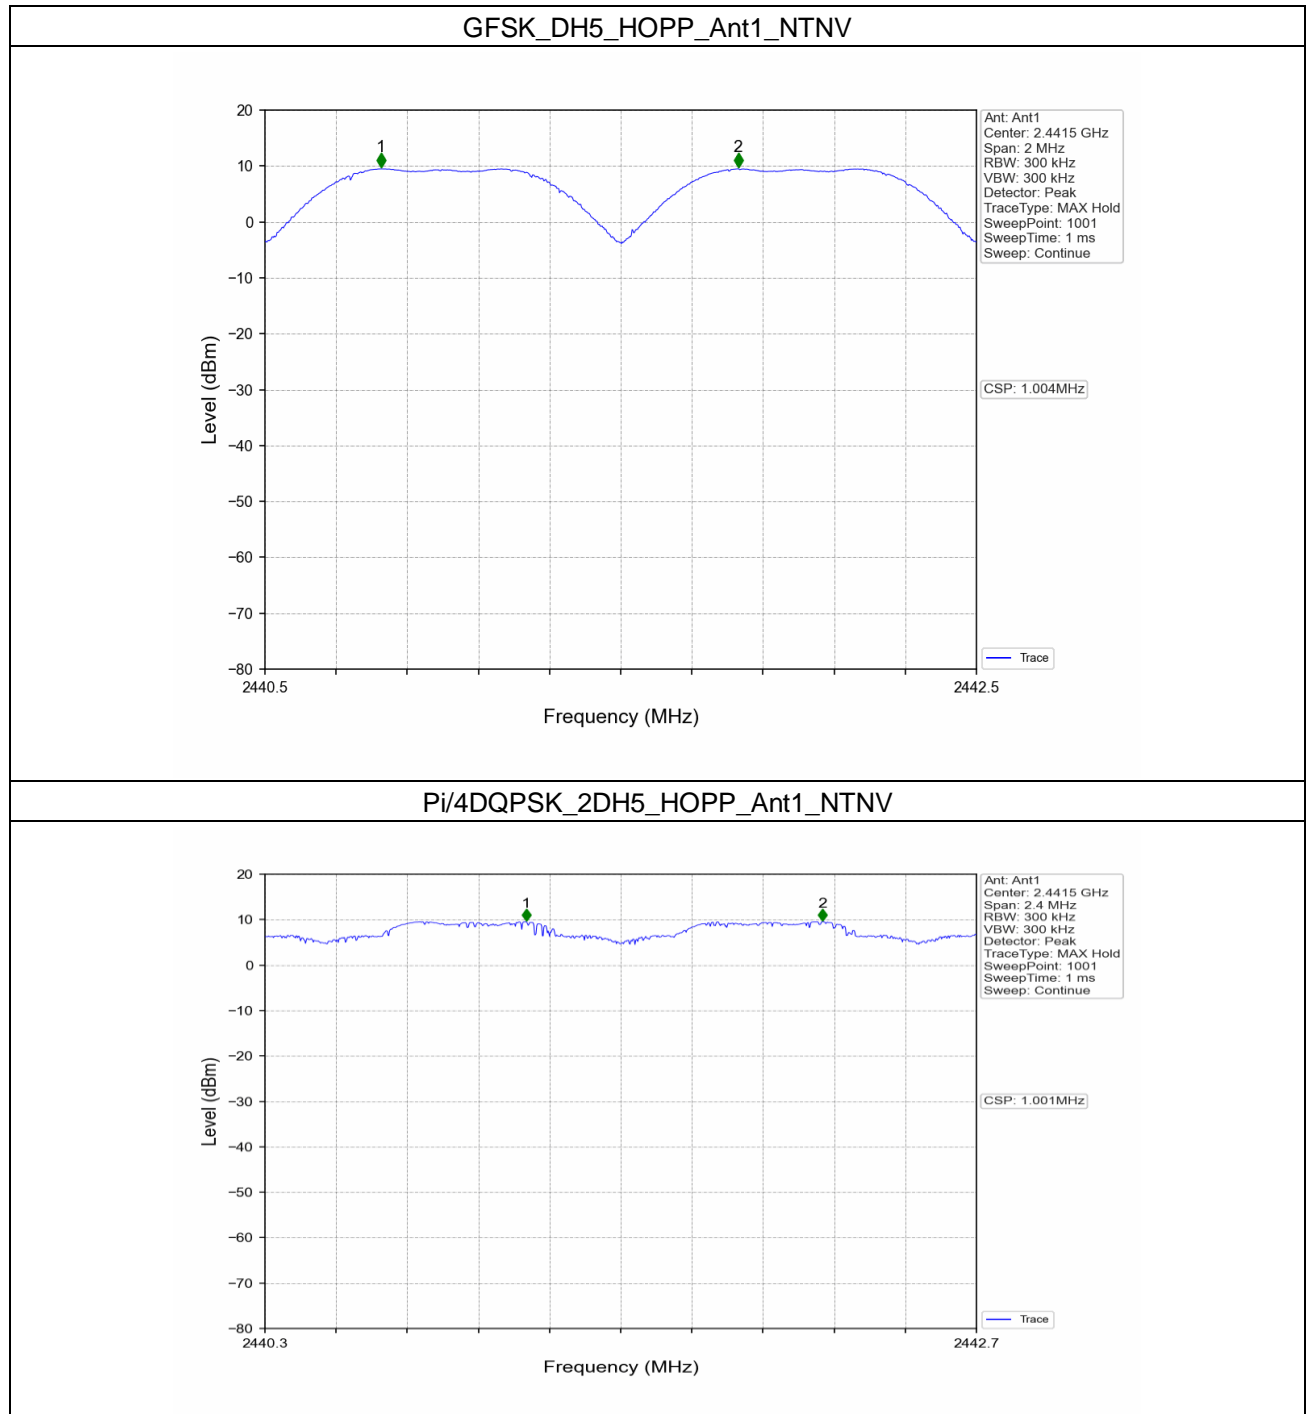 GFSK_DH5_HOPP_Ant1_NTNV
20
10
0
−10
−20
−30
−40
−50
−60
−70
−80
Level (dBm)
1
2
2440.5
2442.5
Frequency (MHz)
Ant: Ant1
Center: 2.4415 GHz
Span: 2 MHz
RBW: 300 kHz
VBW: 300 kHz
Detector: Peak
TraceType: MAX Hold
SweepPoint: 1001
SweepTime: 1 ms
Sweep: Continue
CSP: 1.004MHz
Trace
Pi/4DQPSK_2DH5_HOPP_Ant1_NTNV
20
10
0
−10
−20
−30
−40
−50
−60
−70
−80
Level (dBm)
1
2
2440.3
2442.7
Frequency (MHz)
Ant: Ant1
Center: 2.4415 GHz
Span: 2.4 MHz
RBW: 300 kHz
VBW: 300 kHz
Detector: Peak
TraceType: MAX Hold
SweepPoint: 1001
SweepTime: 1 ms
Sweep: Continue
CSP: 1.001MHz
Trace